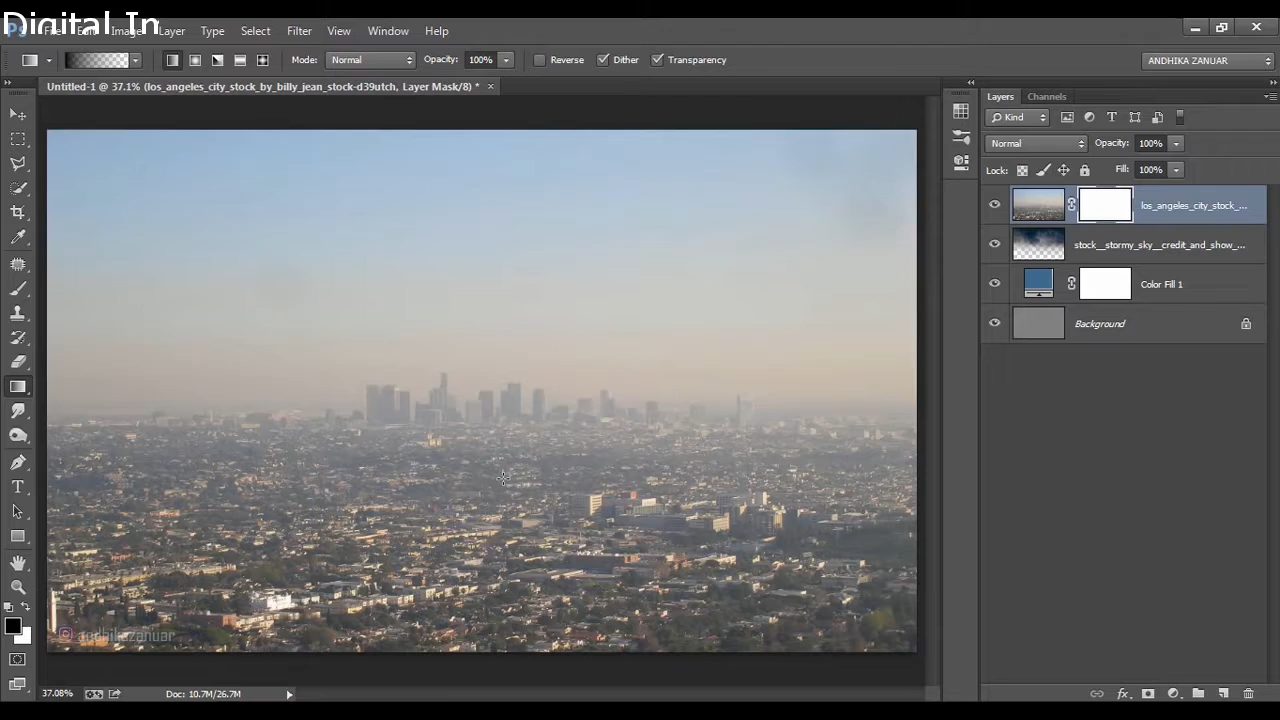 Digital In
Ps File Edit Image Layer Type Select Filter View Window Help
Mode: Normal Opacity: 100% Reverse Dither Transparency ANDHIKA ZANUAR
Untitled-1 @ 37.1% (los_angeles_city_stock_by_billy_jean_stock-d39utch, Layer Mask/8) * ×
Layers Channels
Kind
Normal Opacity: 100%
Lock: Fill: 100%
los_angeles_city_stock_...
stock__stormy_sky__credit_and_show_...
Color Fill 1
Background
andhikazanuar
37.08% Doc: 10.7M/26.7M